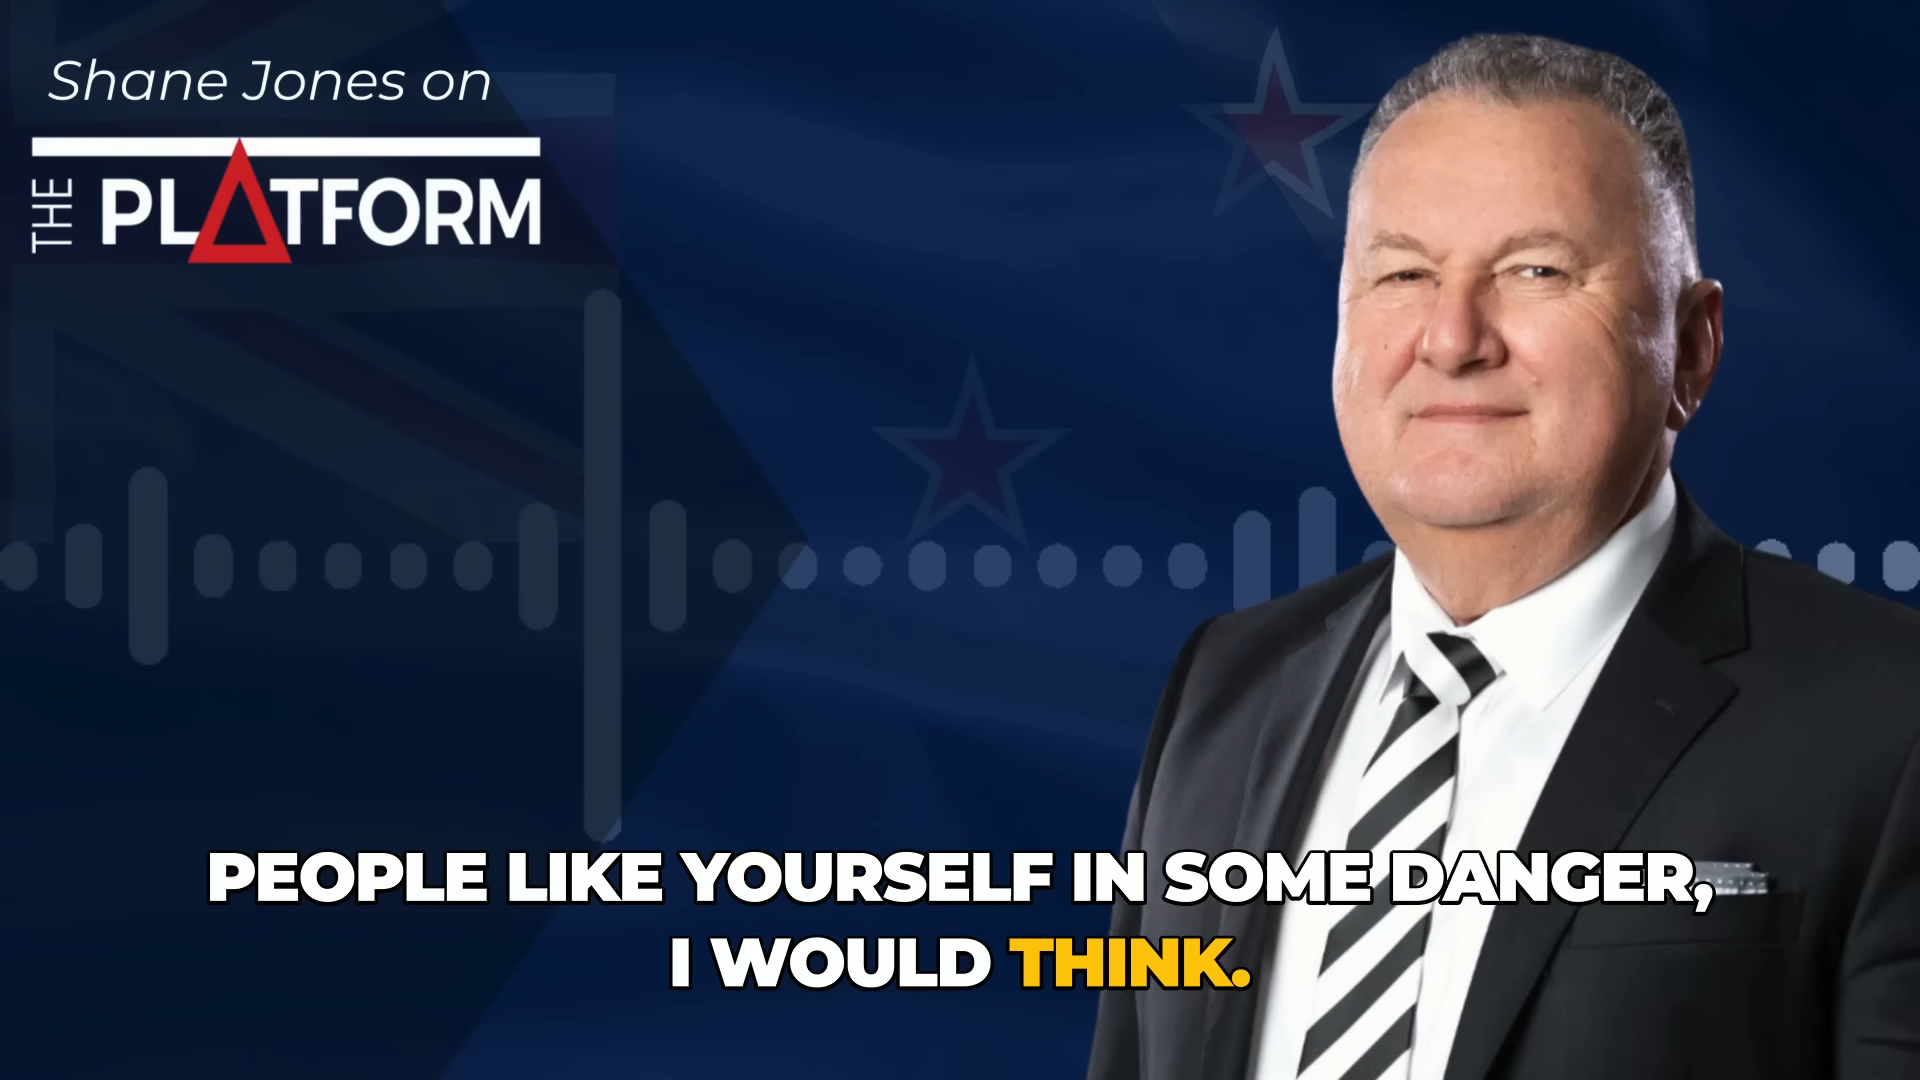 Shane Jones on
THE PLATFORM
PEOPLE LIKE YOURSELF IN SOME DANGER,
I WOULD THINK.